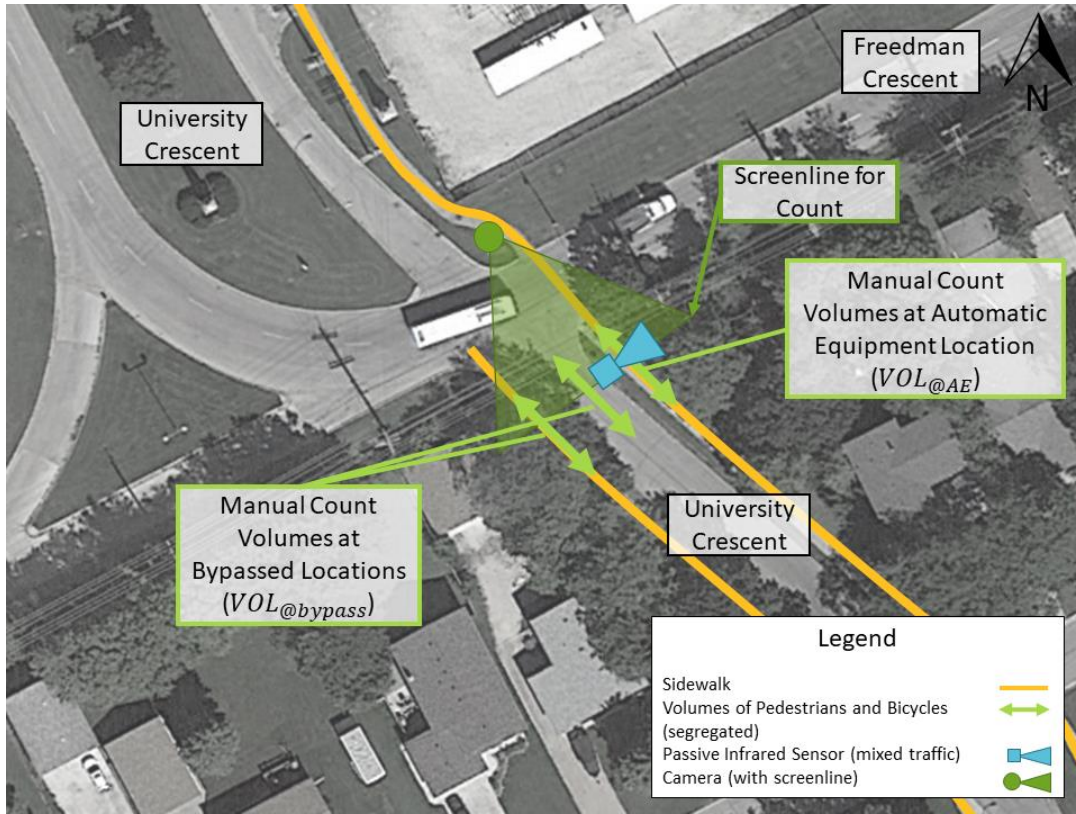 Freedman
Crescent
N
University
Crescent
Screenline for
Count
Manual Count
Volumes at Automatic
Equipment Location
(VOL@AE)
Manual Count
Volumes at
Bypassed Locations
(VOL@bypass)
University
Crescent
Legend
Sidewalk
Volumes of Pedestrians and Bicycles
(segregated)
Passive Infrared Sensor (mixed traffic)
Camera (with screenline)